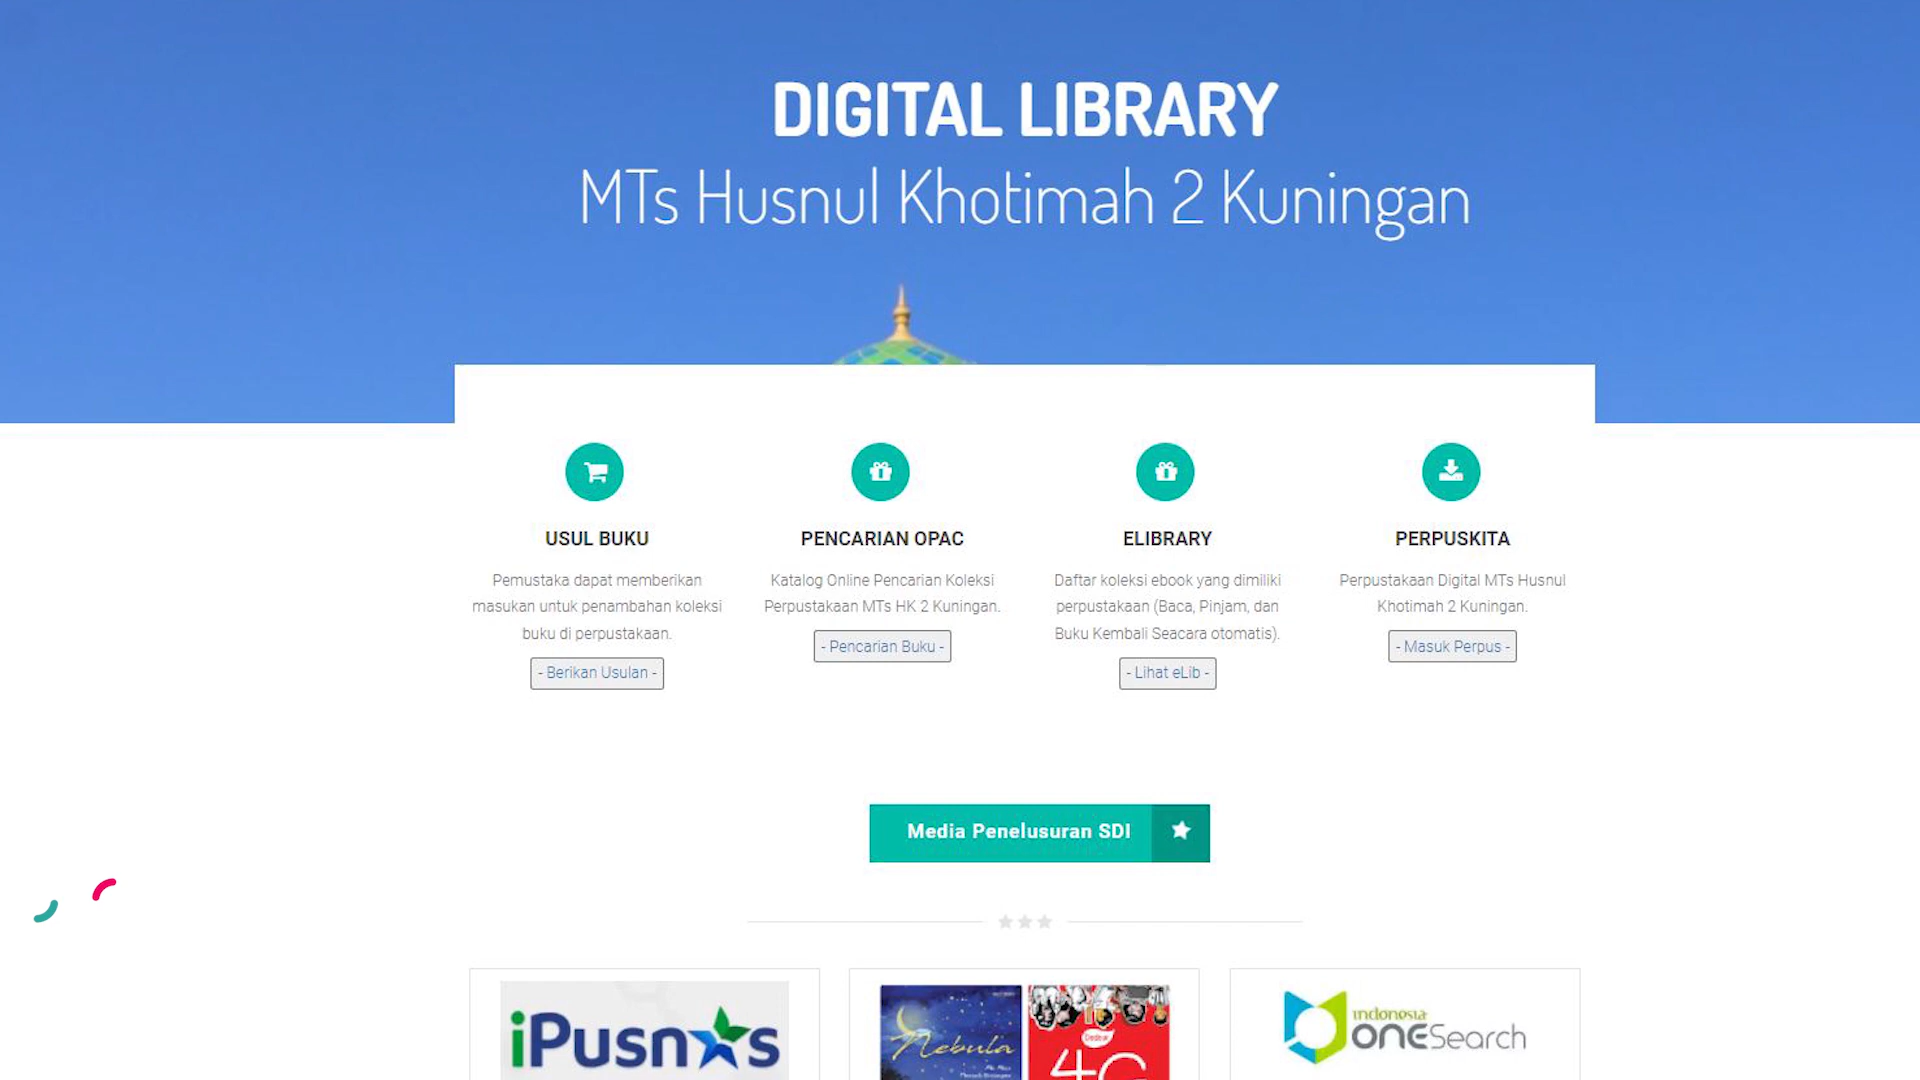 DIGITAL LIBRARY
MTs Husnul Khotimah 2 Kuningan
USUL BUKU
Pemustaka dapat memberikan
masukan untuk penambahan koleksi
buku di perpustakaan.
- Berikan Usulan -
PENCARIAN OPAC
Katalog Online Pencarian Koleksi
Perpustakaan MTs HK 2 Kuningan.
- Pencarian Buku -
ELIBRARY
Daftar koleksi ebook yang dimiliki
perpustakaan (Baca, Pinjam, dan
Buku Kembali Seacara otomatis).
- Lihat eLib -
PERPUSKITA
Perpustakaan Digital MTs Husnul
Khotimah 2 Kuningan.
- Masuk Perpus -
Media Penelusuran SDI
iPusnas
Nebula
4G
indonesia
oneSearch